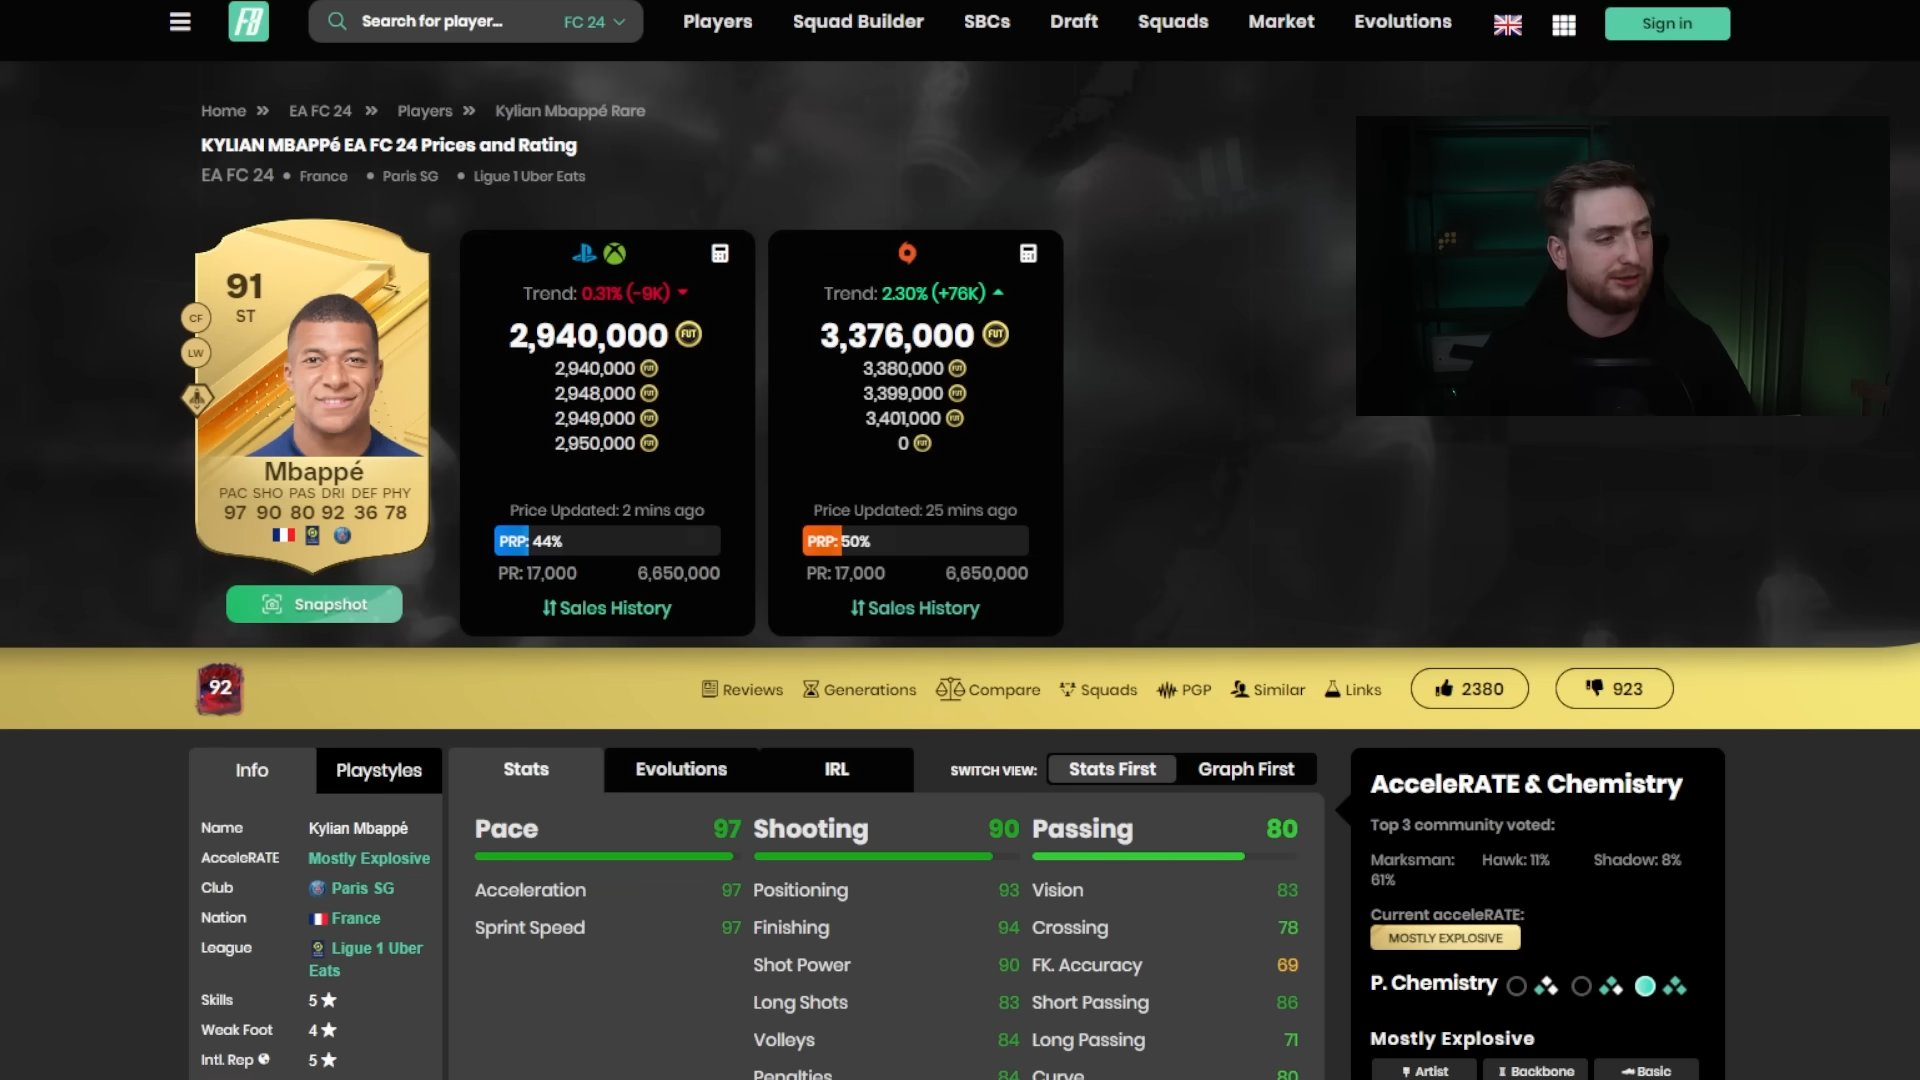 FB Search for player... FC 24 Players Squad Builder SBCs Draft Squads Market Evolutions Sign in
Home » EA FC 24 » Players » Kylian Mbappé Rare
KYLIAN MBAPPé EA FC 24 Prices and Rating
EA FC 24 • France • Paris SG • Ligue 1 Uber Eats
91
ST
CF
LW
Mbappé
PAC SHO PAS DRI DEF PHY
97 90 80 92 36 78
Snapshot
Trend: 0.31% (-9K)
2,940,000 FUT
2,940,000
2,948,000
2,949,000
2,950,000
Price Updated: 2 mins ago
PRP: 44%
PR: 17,000 6,650,000
Sales History
Trend: 2.30% (+76K)
3,376,000 FUT
3,380,000
3,399,000
3,401,000
0
Price Updated: 25 mins ago
PRP: 50%
PR: 17,000 6,650,000
Sales History
92 Reviews Generations Compare Squads PGP Similar Links 2380 923
Info Playstyles
Name Kylian Mbappé
AcceleRATE Mostly Explosive
Club Paris SG
Nation France
League Ligue 1 Uber
Eats
Skills 5
Weak Foot 4
Intl. Rep 5
Stats Evolutions IRL SWITCH VIEW: Stats First Graph First
Pace 97
Acceleration 97
Sprint Speed 97
Shooting 90
Positioning 93
Finishing 94
Shot Power 90
Long Shots 83
Volleys 84
Penalties 84
Passing 80
Vision 83
Crossing 78
FK. Accuracy 69
Short Passing 86
Long Passing 71
Curve 80
AcceleRATE & Chemistry
Top 3 community voted:
Marksman: Hawk: 11% Shadow: 8%
61%
Current acceleRATE:
MOSTLY EXPLOSIVE
P. Chemistry
Mostly Explosive
Artist Backbone Basic